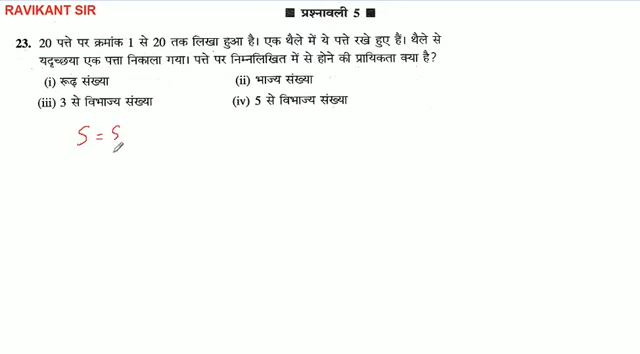 RAVIKANT SIR
प्रश्नावली 5
23. 20 पत्ते पर क्रमांक 1 से 20 तक लिखा हुआ है। एक थैले में ये पत्ते रखे हुए हैं। थैले से
यदृच्छया एक पत्ता निकाला गया। पत्ते पर निम्नलिखित में से होने की प्रायिकता क्या है?
(i) रूढ़ संख्या (ii) भाज्य संख्या
(iii) 3 से विभाज्य संख्या (iv) 5 से विभाज्य संख्या
S = S